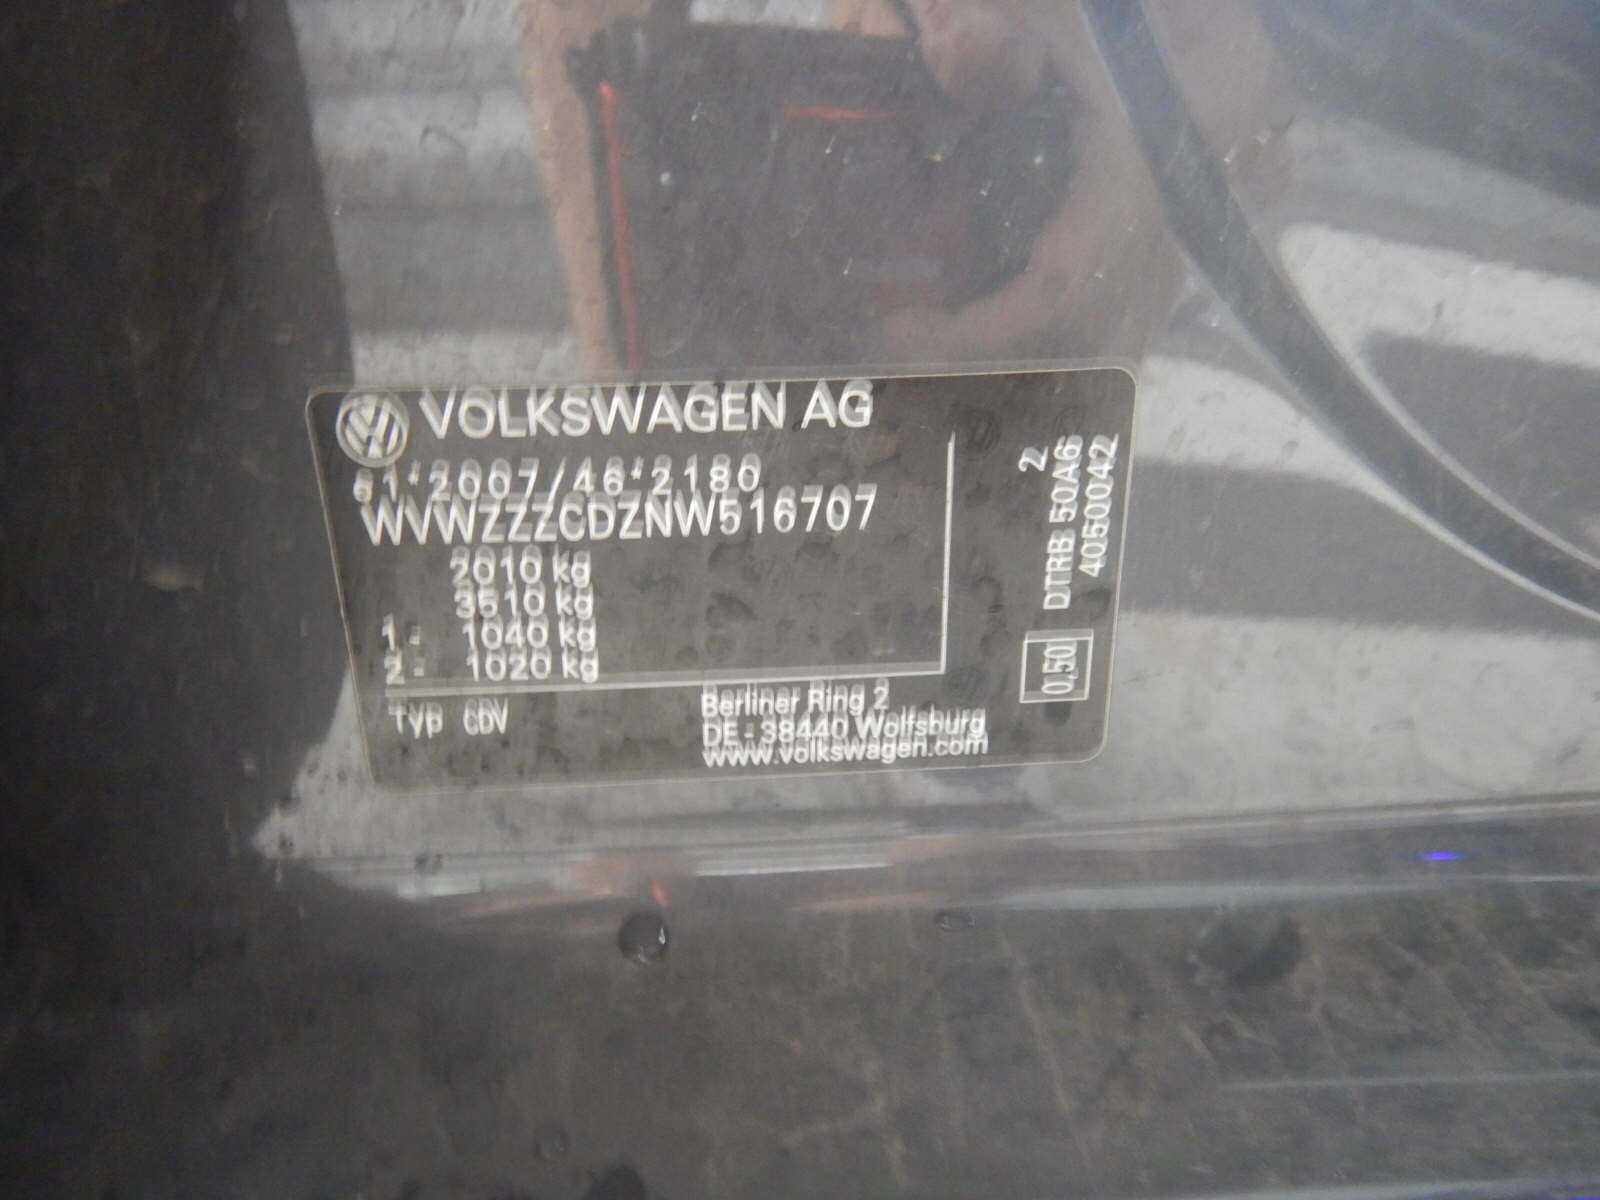 VOLKSWAGEN AG
e1*2007/46*2180
WVWZZZCDZNW516707
2010 kg
3510 kg
1- 1040 kg
2- 1020 kg
Typ CDV
Berliner Ring 2
DE-38440 Wolfsburg
www.volkswagen.com
2
DTRB 50A6
40500042
0,50